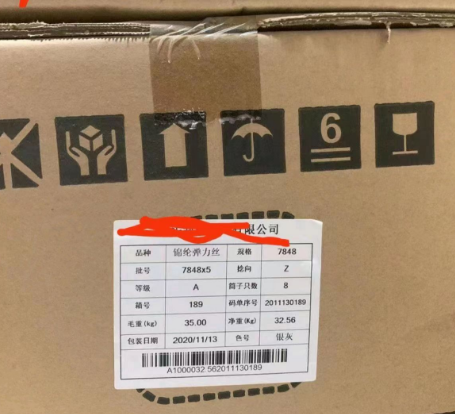 6
有限公司
品种 锦纶弹力丝 规格 7848
批号 7848x5 捻向 Z
等级 A 筒子只数 8
箱号 189 码单序号 2011130189
毛重(kg) 35.00 净重(Kg) 32.56
包装日期 2020/11/13 色号 银灰
A1000032 562011130189